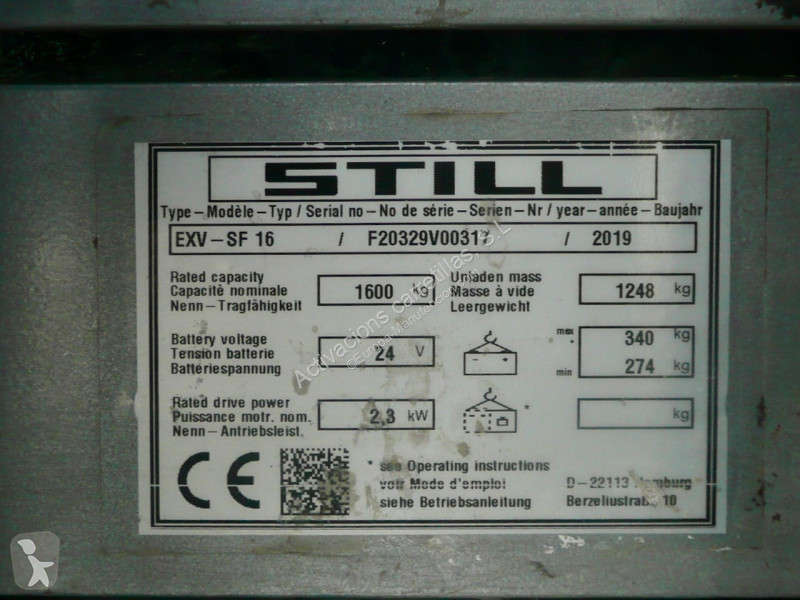 STILL
Type – Modèle – Typ / Serial no – No de série – Serien – Nr / year – année – Baujahr
EXV – SF 16 / F20329V00317 / 2019
Rated capacity
Capacité nominale
Nenn – Tragfähigkeit
1600 kg
Unladen mass
Masse à vide
Leergewicht
1248 kg
Battery voltage
Tension batterie
Batteriespannung
24 V
max * 340 kg
min 274 kg
Rated drive power
Puissance motr. nom.
Nenn – Antriebsleist.
2,3 kW
*
kg
CE
* see Operating instructions
voir Mode d'emploi
siehe Betriebsanleitung
D – 22113 Hamburg
Berzeliustraße 10
Activacions carretillas, S.L